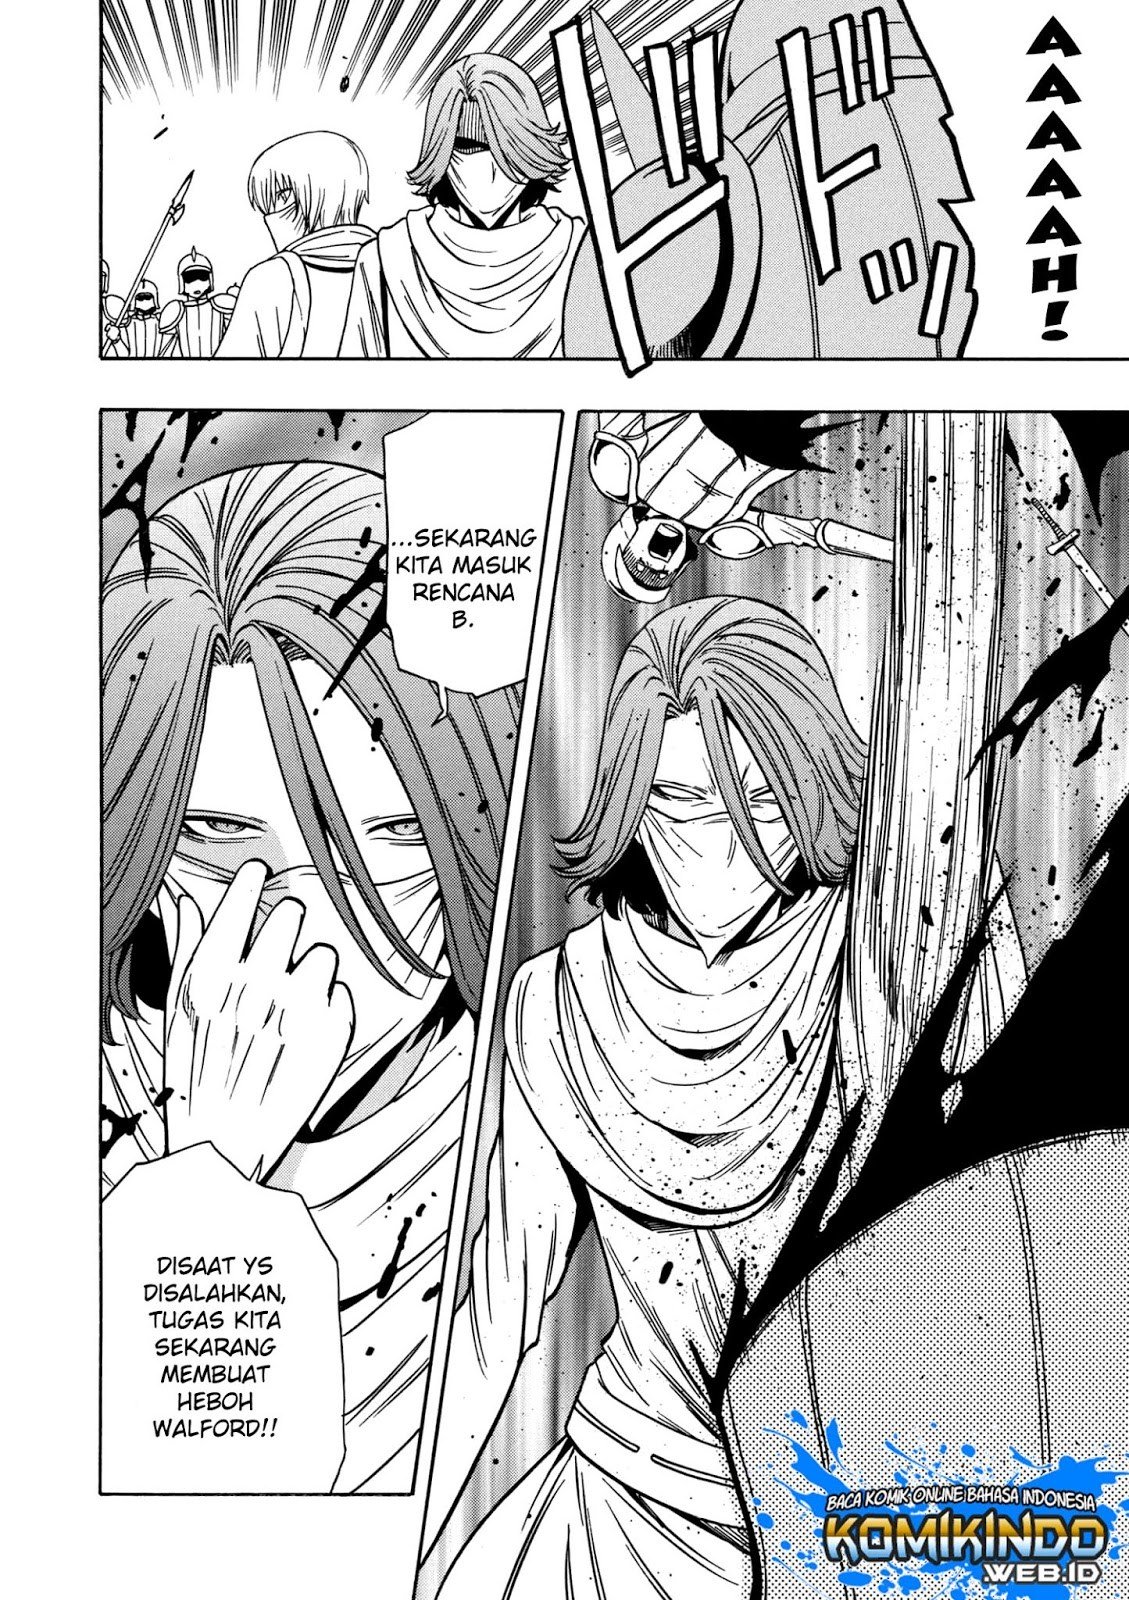 AAAAAAH!
ドドッ
...SEKARANG
KITA MASUK
RENCANA
B.
DISAAT YS
DISALAHKAN,
TUGAS KITA
SEKARANG
MEMBUAT
HEBOH
WALFORD!!
BACA KOMIK ONLINE BAHASA INDONESIA
KOMIKINDO
.WEB.ID